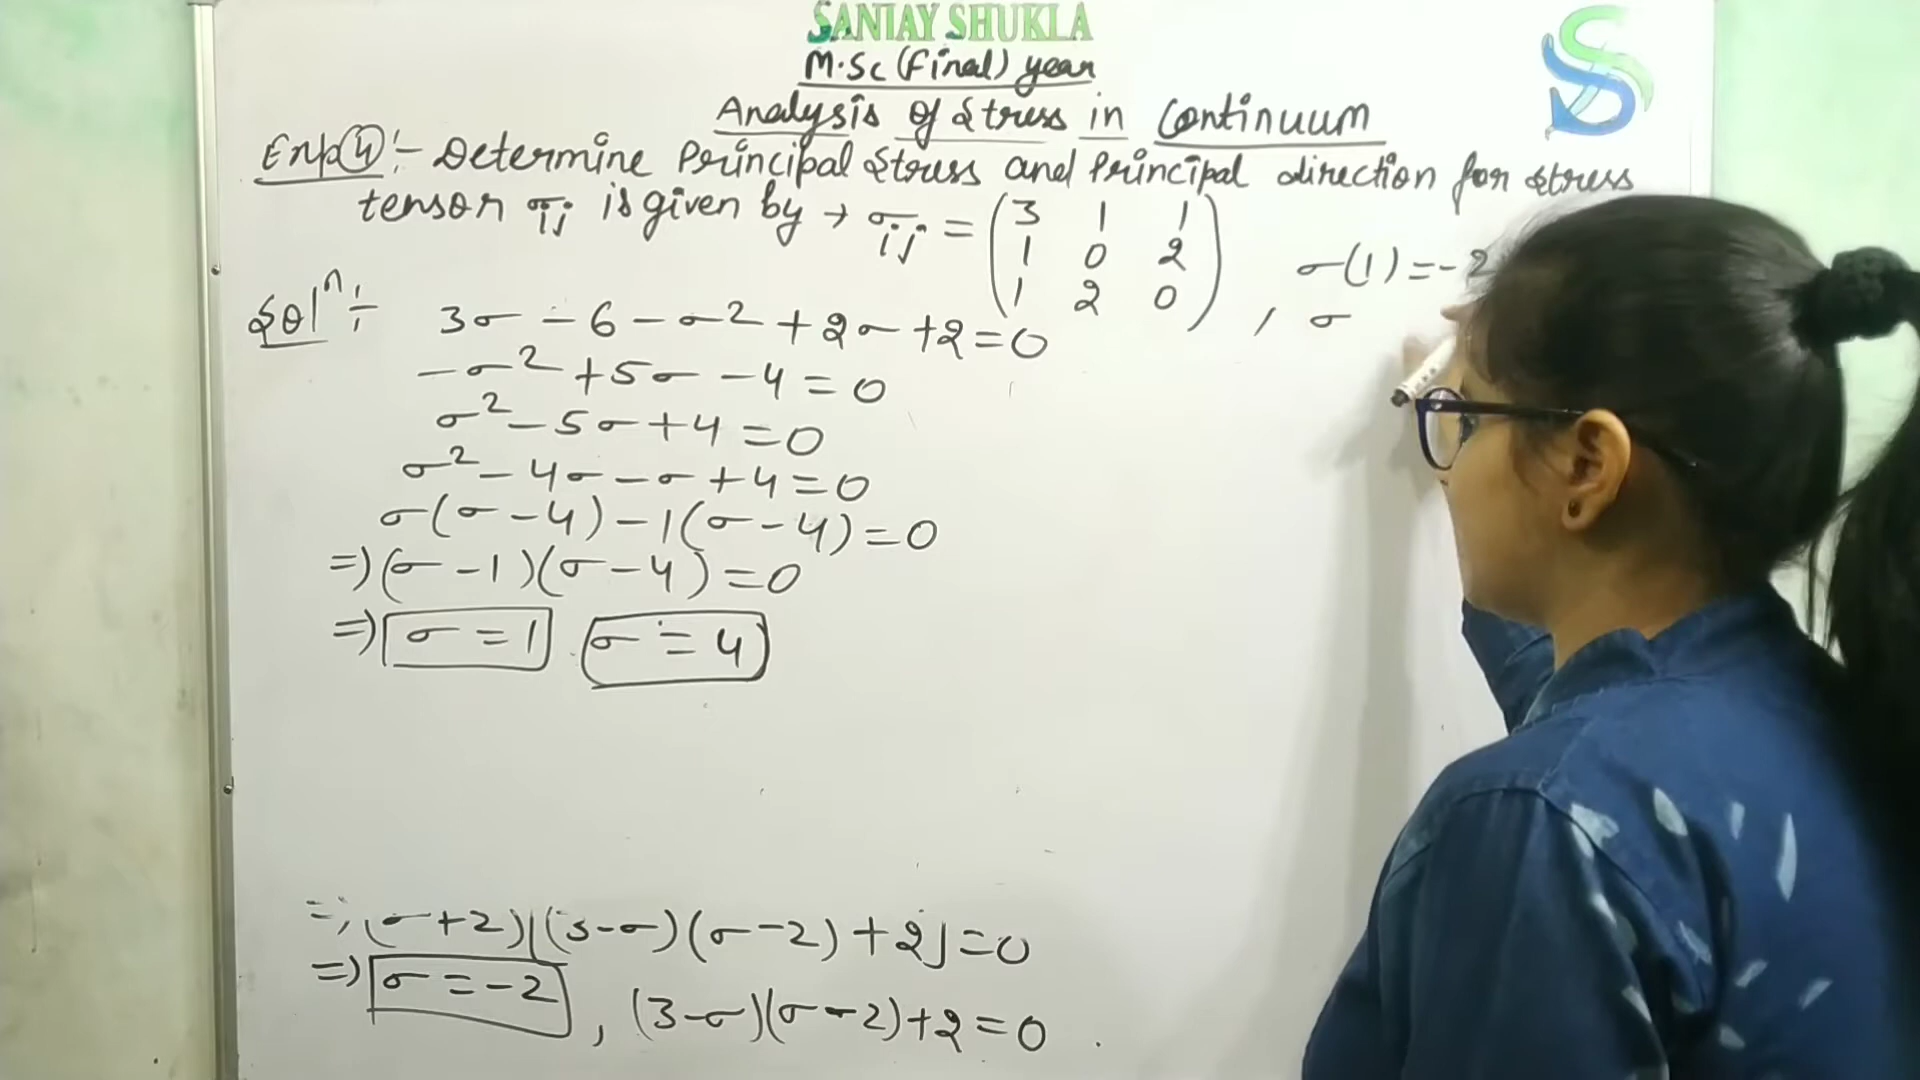 SANJAY SHUKLA
M.Sc (Final) year
Analysis of Stress in Continuum
Exp(4):- Determine Principal Stress and Principal direction for stress
tensor σij is given by → σij = (3 1 1
1 0 2
1 2 0)
σ(1) = -2
, σ
Solⁿ:- 3σ - 6 - σ² + 2σ + 2 = 0
-σ² + 5σ - 4 = 0
σ² - 5σ + 4 = 0
σ² - 4σ - σ + 4 = 0
σ(σ - 4) - 1(σ - 4) = 0
⇒ (σ - 1)(σ - 4) = 0
⇒ σ = 1 σ = 4
⇒ (σ + 2)[(3-σ)(σ - 2) + 2] = 0
⇒ σ = -2 , (3-σ)(σ - 2) + 2 = 0